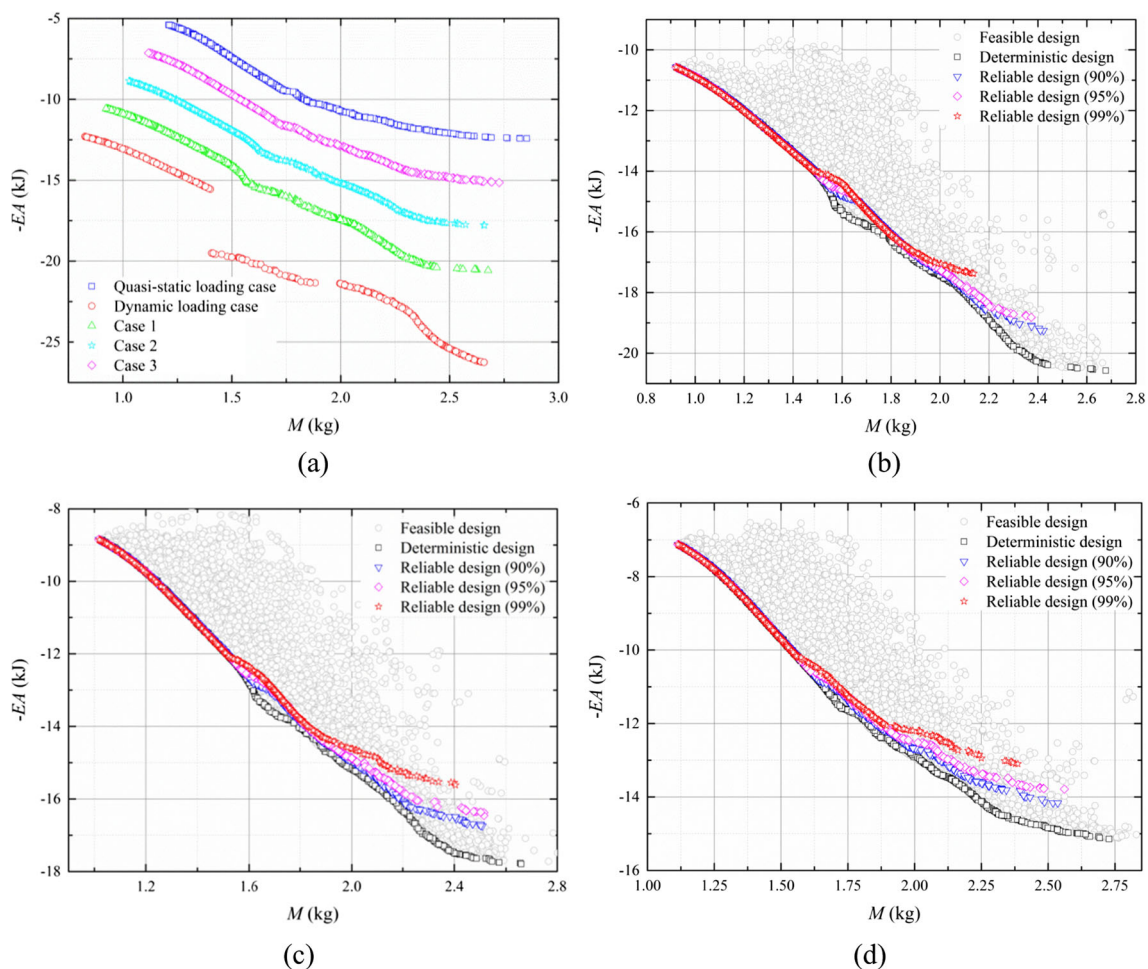 -5
-10
-15
-20
-25
-EA (kJ)
Quasi-static loading case
Dynamic loading case
Case 1
Case 2
Case 3
1.0 1.5 2.0 2.5 3.0
M (kg)
(a)
Feasible design
Deterministic design
Reliable design (90%)
Reliable design (95%)
Reliable design (99%)
-10
-12
-14
-16
-18
-20
-EA (kJ)
0.8 1.0 1.2 1.4 1.6 1.8 2.0 2.2 2.4 2.6 2.8
M (kg)
(b)
-8
-10
-12
-14
-16
-18
-EA (kJ)
Feasible design
Deterministic design
Reliable design (90%)
Reliable design (95%)
Reliable design (99%)
1.2 1.6 2.0 2.4 2.8
M (kg)
(c)
-6
-8
-10
-12
-14
-16
-EA (kJ)
Feasible design
Deterministic design
Reliable design (90%)
Reliable design (95%)
Reliable design (99%)
1.00 1.25 1.50 1.75 2.00 2.25 2.50 2.75
M (kg)
(d)